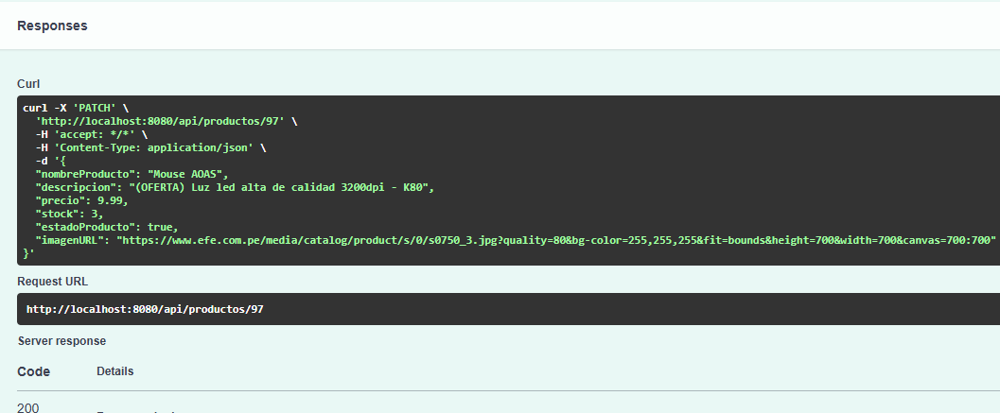 Responses
Curl
curl -X 'PATCH' \
  'http://localhost:8080/api/productos/97' \
  -H 'accept: */*' \
  -H 'Content-Type: application/json' \
  -d '{
  "nombreProducto": "Mouse AOAS",
  "descripcion": "(OFERTA) Luz led alta de calidad 3200dpi - K80",
  "precio": 9.99,
  "stock": 3,
  "estadoProducto": true,
  "imagenURL": "https://www.efe.com.pe/media/catalog/product/s/0/s0750_3.jpg?quality=80&bg-color=255,255,255&fit=bounds&height=700&width=700&canvas=700:700"
}'
Request URL
http://localhost:8080/api/productos/97
Server response
Code Details
200